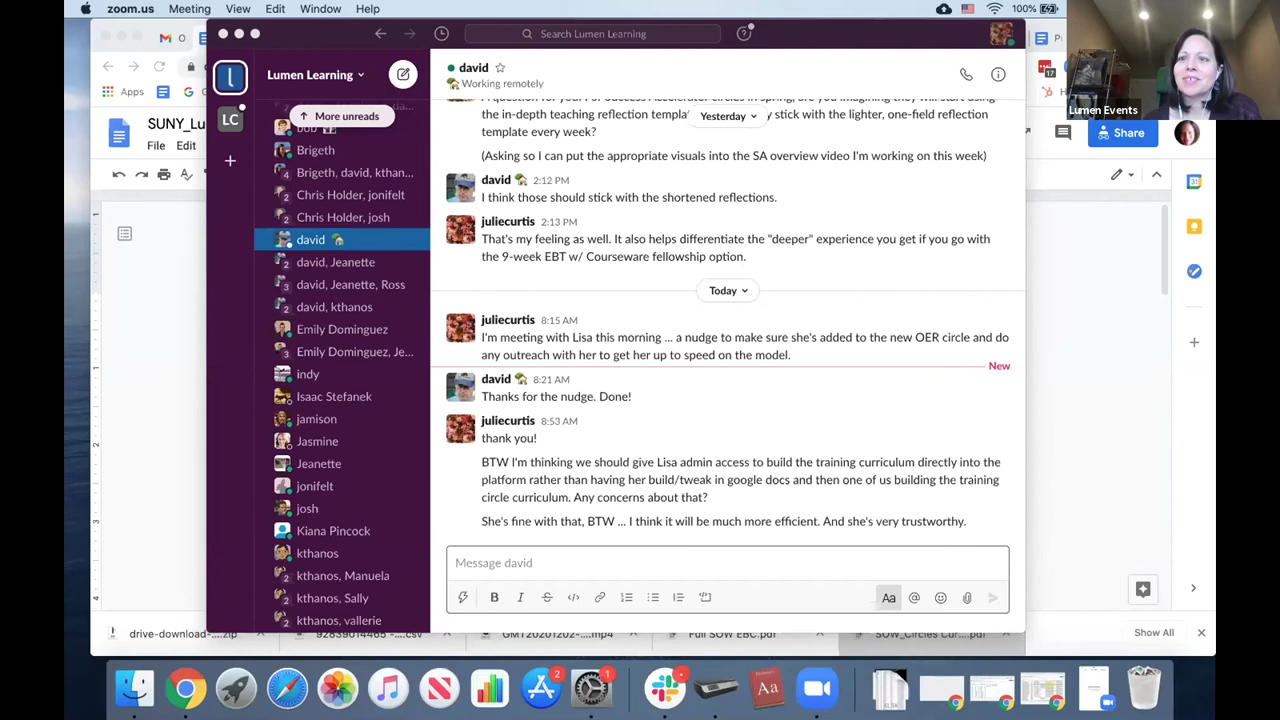 zoom.us Meeting View Edit Window Help
100%
Search Lumen Learning
Lumen Learning
david
Working remotely
Lumen Events
17
Apps
More unreads
Yesterday
SUNY_
File Edit
Share
LC
the in-depth teaching reflection
stick with the lighter, one-field reflection
template every week?
(Asking so I can put the appropriate visuals into the SA overview video I'm working on this week)
david 2:12 PM
I think those should stick with the shortened reflections.
juliecurtis 2:13 PM
That's my feeling as well. It also helps differentiate the "deeper" experience you get if you go with
the 9-week EBT w/ Courseware fellowship option.
Today
juliecurtis 8:15 AM
I'm meeting with Lisa this morning ... a nudge to make sure she's added to the new OER circle and do
any outreach with her to get her up to speed on the model.
New
david 8:21 AM
Thanks for the nudge. Done!
juliecurtis 8:53 AM
thank you!
BTW I'm thinking we should give Lisa admin access to build the training curriculum directly into the
platform rather than having her build/tweak in google docs and then one of us building the training
circle curriculum. Any concerns about that?
She's fine with that, BTW ... I think it will be much more efficient. And she's very trustworthy.
Message david
bob
Brigeth
Brigeth, david, kthan...
Chris Holder, jonifelt
Chris Holder, josh
david
david, Jeanette
david, Jeanette, Ross
david, kthanos
Emily Dominguez
Emily Dominguez, Je...
indy
Isaac Stefanek
jamison
Jasmine
Jeanette
jonifelt
josh
Kiana Pincock
kthanos
kthanos, Manuela
kthanos, Sally
kthanos, vallerie
drive-download-....zip
92839014465 -....csv
GMT20201202-....mp4
Full SOW EBC.pdf
SOW_Circles Cur....pdf
Show All